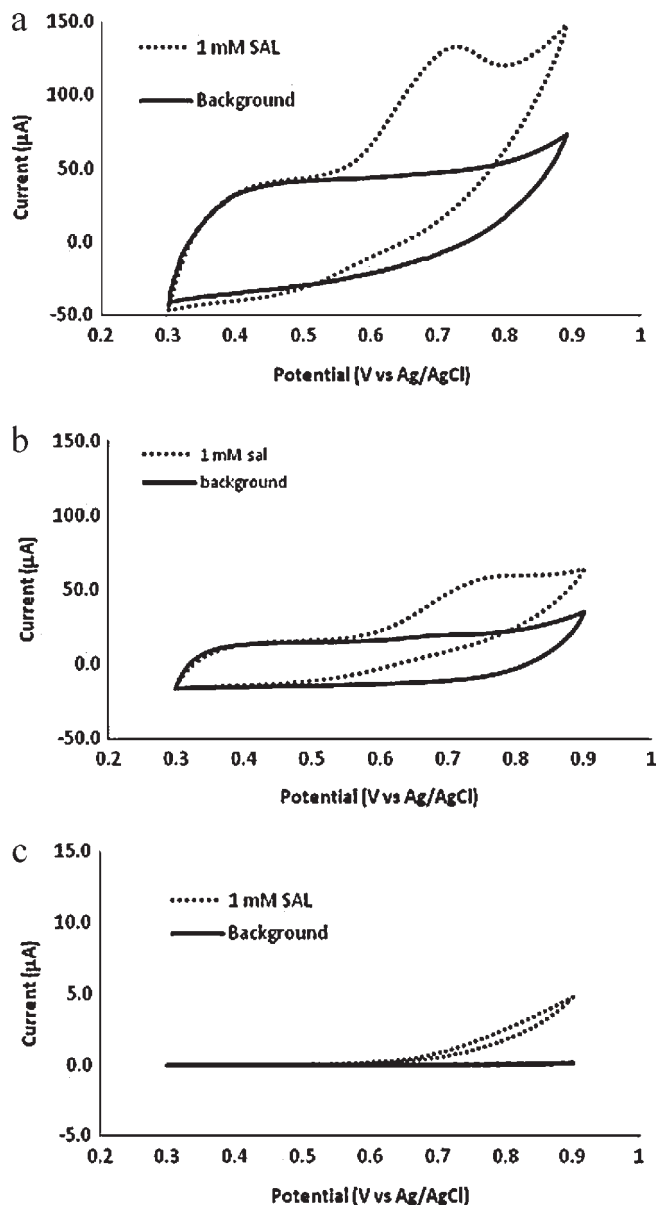 a
150.0
1 mM SAL
100.0
Background
50.0
0.0
-50.0
Current (µA)
0.2 0.3 0.4 0.5 0.6 0.7 0.8 0.9 1
Potential (V vs Ag/AgCl)
b
150.0
1 mM sal
background
100.0
50.0
0.0
-50.0
Current (µA)
0.2 0.3 0.4 0.5 0.6 0.7 0.8 0.9 1
Potential (V vs Ag/AgCl)
c
15.0
1 mM SAL
10.0
Background
5.0
0.0
-5.0
Current (µA)
0.2 0.3 0.4 0.5 0.6 0.7 0.8 0.9 1
Potential (V vs Ag/AgCl)